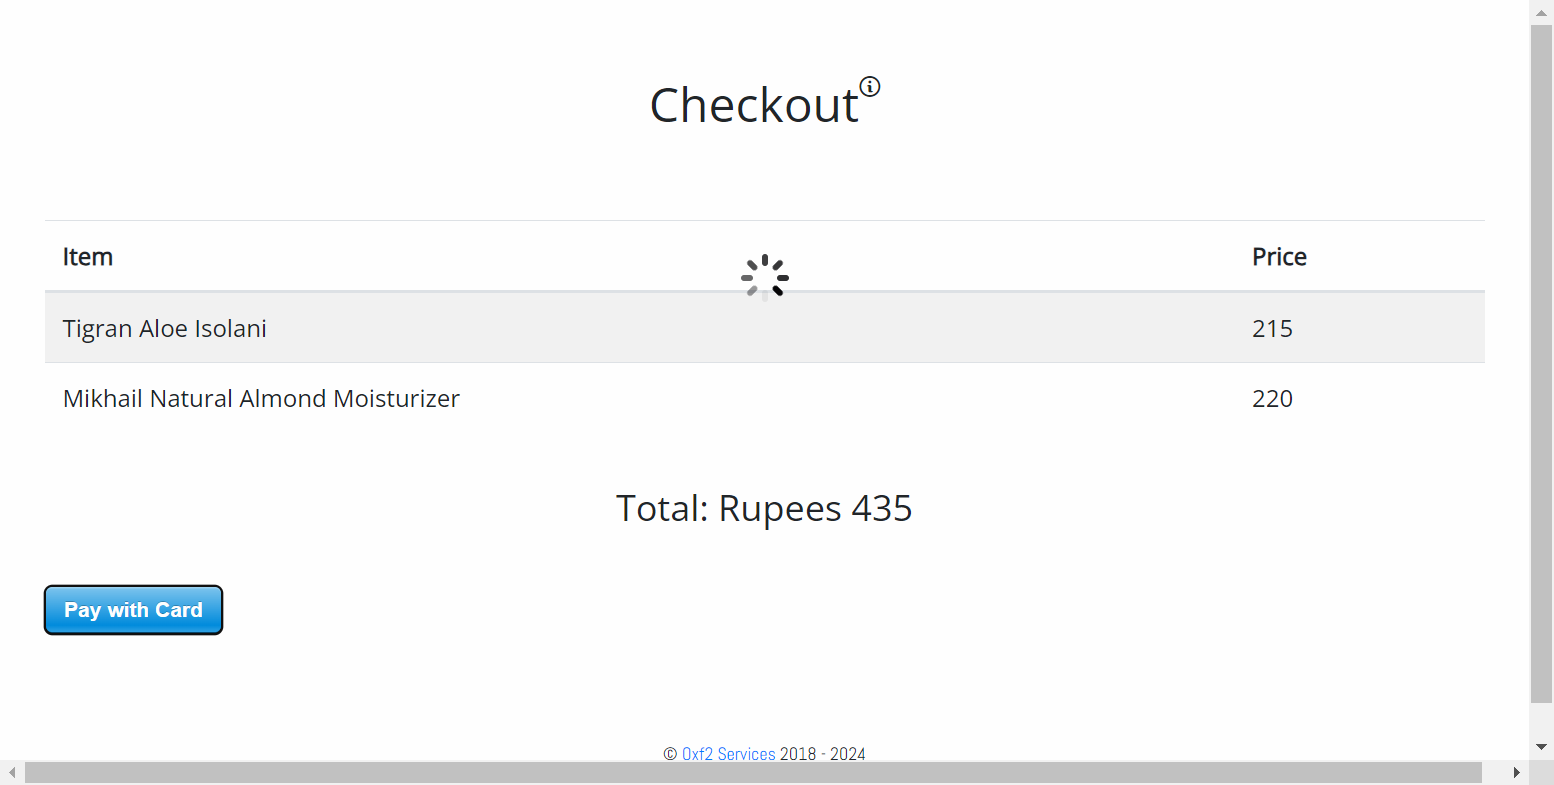 Checkout
Item Price
Tigran Aloe Isolani 215
Mikhail Natural Almond Moisturizer 220
Total: Rupees 435
Pay with Card
© Qxf2 Services 2018 - 2024